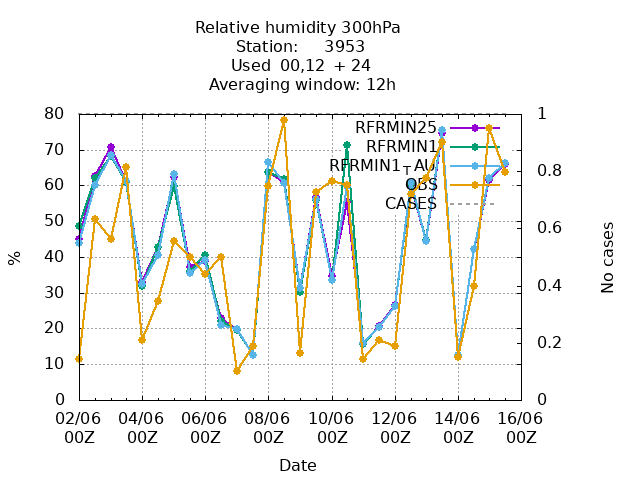 Relative humidity 300hPa
Station: 3953
Used 00,12 + 24
Averaging window: 12h
RFRMIN25
RFRMIN1
RFRMIN1_T_AU
OBS
CASES
%
80
70
60
50
40
30
20
10
0
No cases
1
0.8
0.6
0.4
0.2
0
02/06 00Z
04/06 00Z
06/06 00Z
08/06 00Z
10/06 00Z
12/06 00Z
14/06 00Z
16/06 00Z
Date